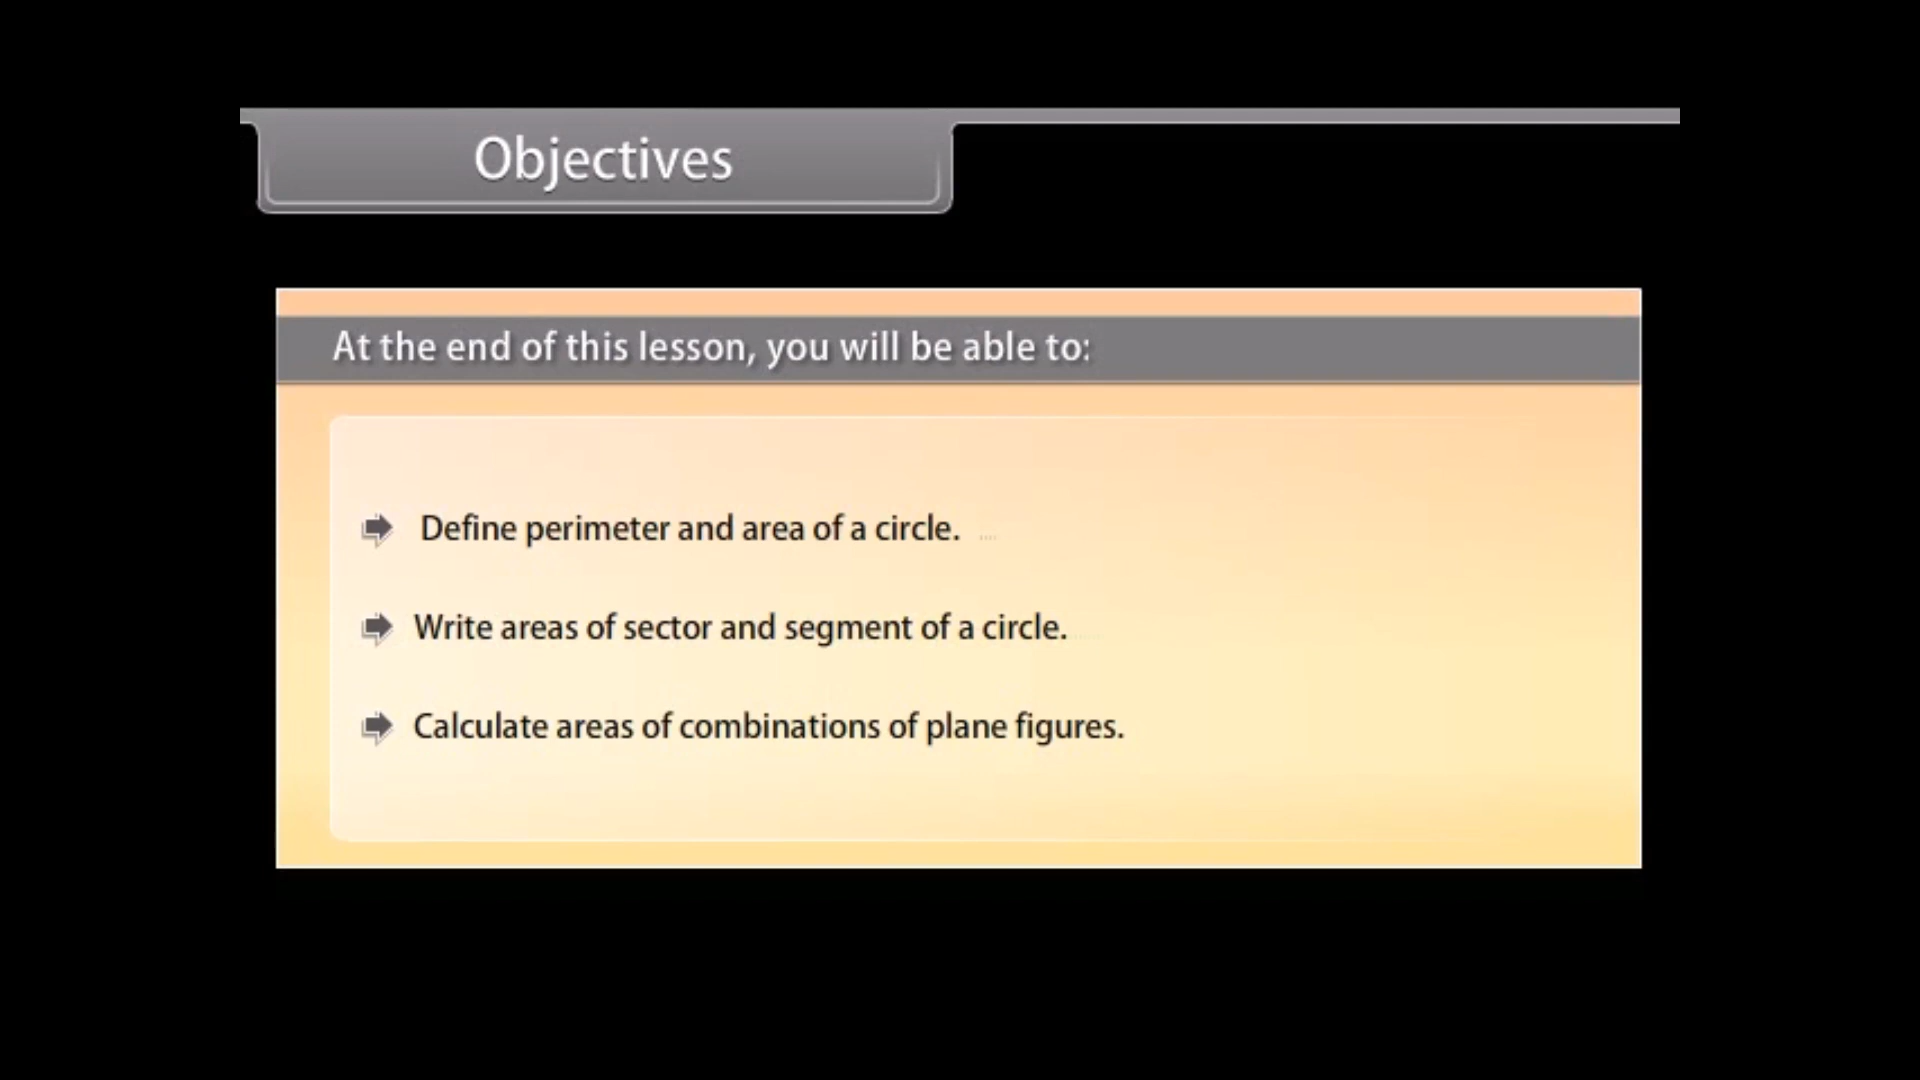 Objectives
At the end of this lesson, you will be able to:
Define perimeter and area of a circle.
Write areas of sector and segment of a circle.
Calculate areas of combinations of plane figures.